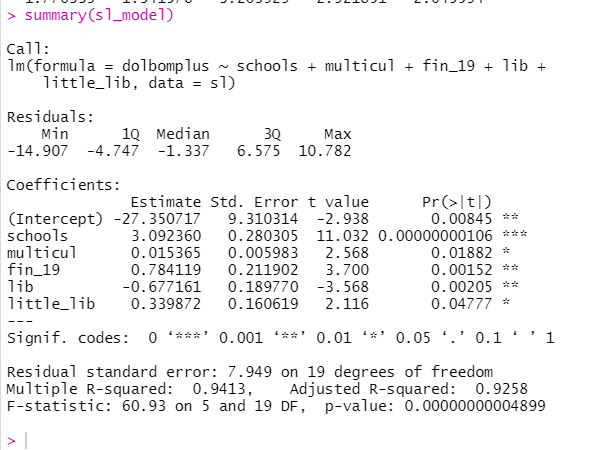 > summary(sl_model)
Call:
lm(formula = dolbomplus ~ schools + multicul + fin_19 + lib +
    little_lib, data = sl)
Residuals:
    Min      1Q  Median      3Q     Max
-14.907  -4.747  -1.337   6.575  10.782
Coefficients:
              Estimate Std. Error t value      Pr(>|t|)
(Intercept) -27.350717   9.310314  -2.938       0.00845 **
schools       3.092360   0.280305  11.032 0.00000000106 ***
multicul      0.015365   0.005983   2.568       0.01882 *
fin_19        0.784119   0.211902   3.700       0.00152 **
lib          -0.677161   0.189770  -3.568       0.00205 **
little_lib    0.339872   0.160619   2.116       0.04777 *
---
Signif. codes:  0 ‘***’ 0.001 ‘**’ 0.01 ‘*’ 0.05 ‘.’ 0.1 ‘ ’ 1
Residual standard error: 7.949 on 19 degrees of freedom
Multiple R-squared:  0.9413,    Adjusted R-squared:  0.9258
F-statistic: 60.93 on 5 and 19 DF,  p-value: 0.00000000004899
>